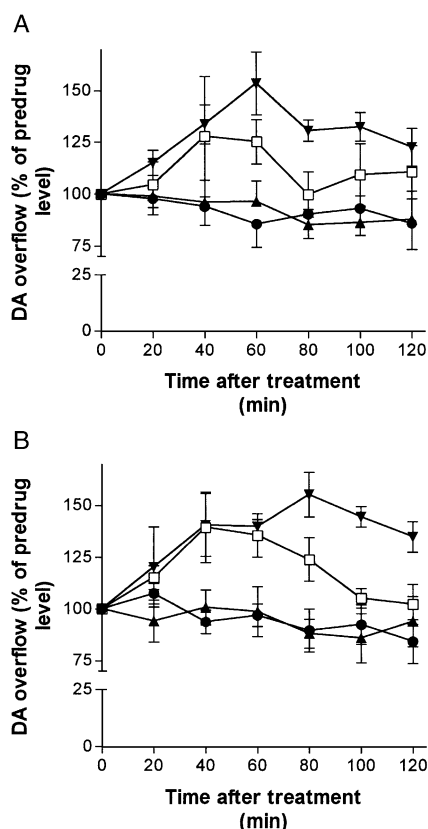 A
DA overflow (% of predrug
level)
150
125
100
75
25
0
0 20 40 60 80 100 120
Time after treatment
(min)
B
DA overflow (% of predrug
level)
150
125
100
75
25
0
0 20 40 60 80 100 120
Time after treatment
(min)